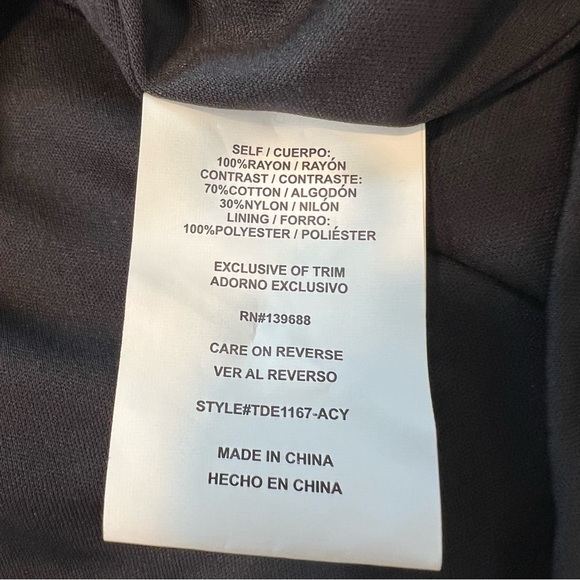 SELF / CUERPO:
100%RAYON / RAYÓN
CONTRAST / CONTRASTE:
70%COTTON / ALGODÓN
30%NYLON / NILÓN
LINING / FORRO:
100%POLYESTER / POLIÉSTER
EXCLUSIVE OF TRIM
ADORNO EXCLUSIVO
RN#139688
CARE ON REVERSE
VER AL REVERSO
STYLE#TDE1167-ACY
MADE IN CHINA
HECHO EN CHINA